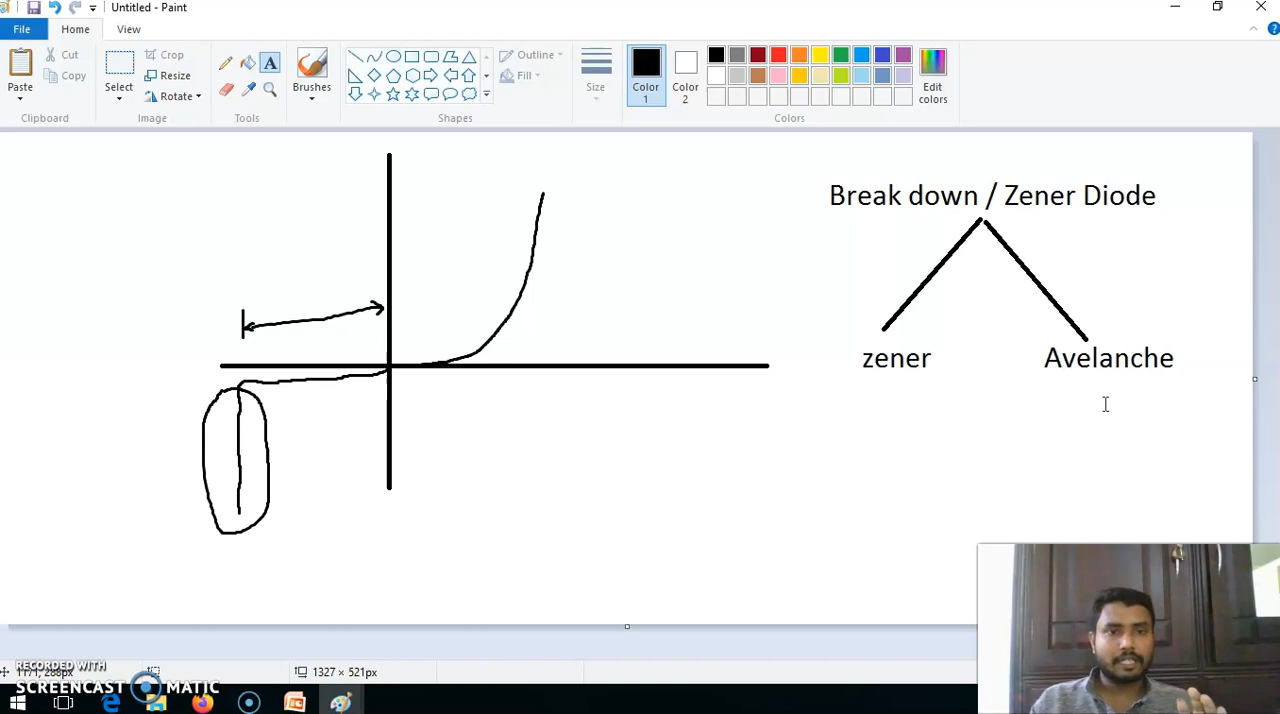 Untitled - Paint
File
Home
View
Paste
Cut
Copy
Clipboard
Select
Crop
Resize
Rotate
Image
Tools
Brushes
Shapes
Outline
Fill
Size
Color 1
Color 2
Edit colors
Colors
Break down / Zener Diode
zener
Avelanche
RECORDED WITH
SCREENCAST MATIC
1171, 288px
1327 × 521px